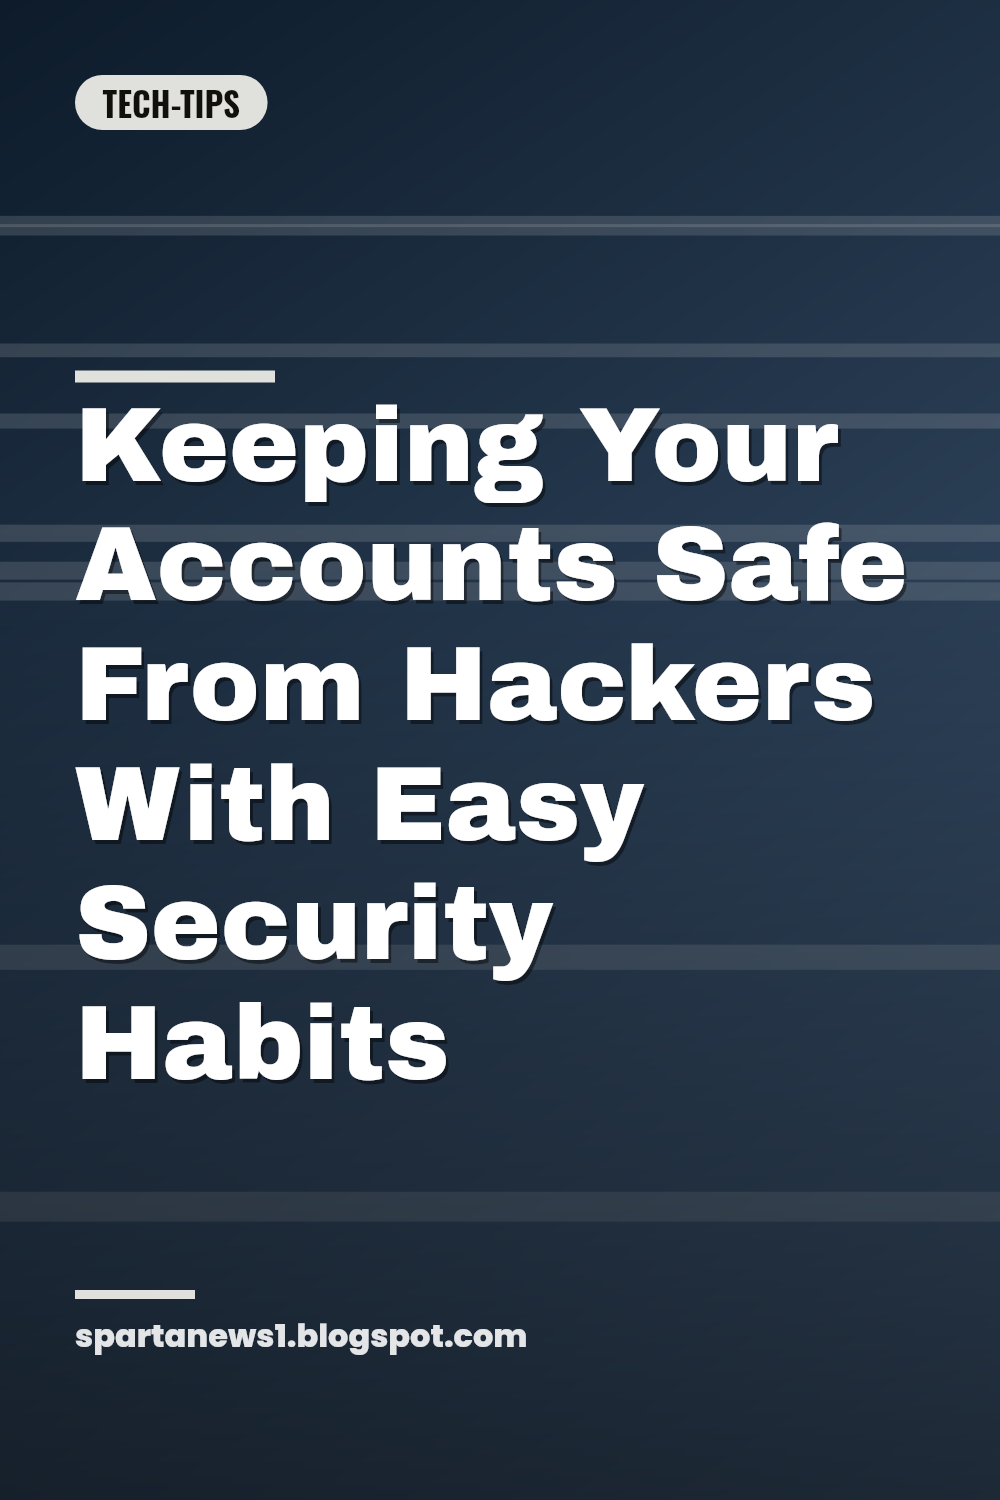 TECH-TIPS
Keeping Your
Accounts Safe
From Hackers
With Easy
Security
Habits
spartanews1.blogspot.com